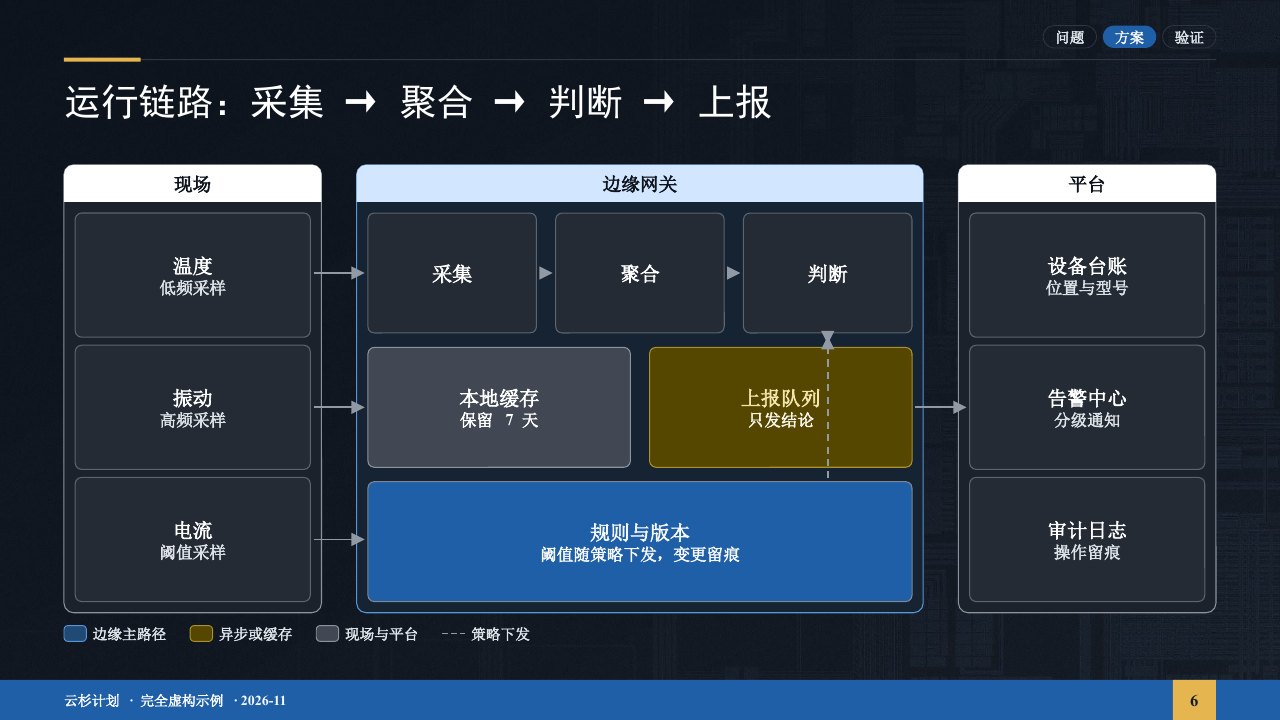 问题
方案
验证
运行链路：采集 → 聚合 → 判断 → 上报
现场
温度
低频采样
振动
高频采样
电流
阈值采样
边缘网关
采集
聚合
判断
本地缓存
保留 7 天
上报队列
只发结论
规则与版本
阈值随策略下发，变更留痕
平台
设备台账
位置与型号
告警中心
分级通知
审计日志
操作留痕
边缘主路径
异步或缓存
现场与平台
策略下发
云杉计划 · 完全虚构示例 · 2026-11
6